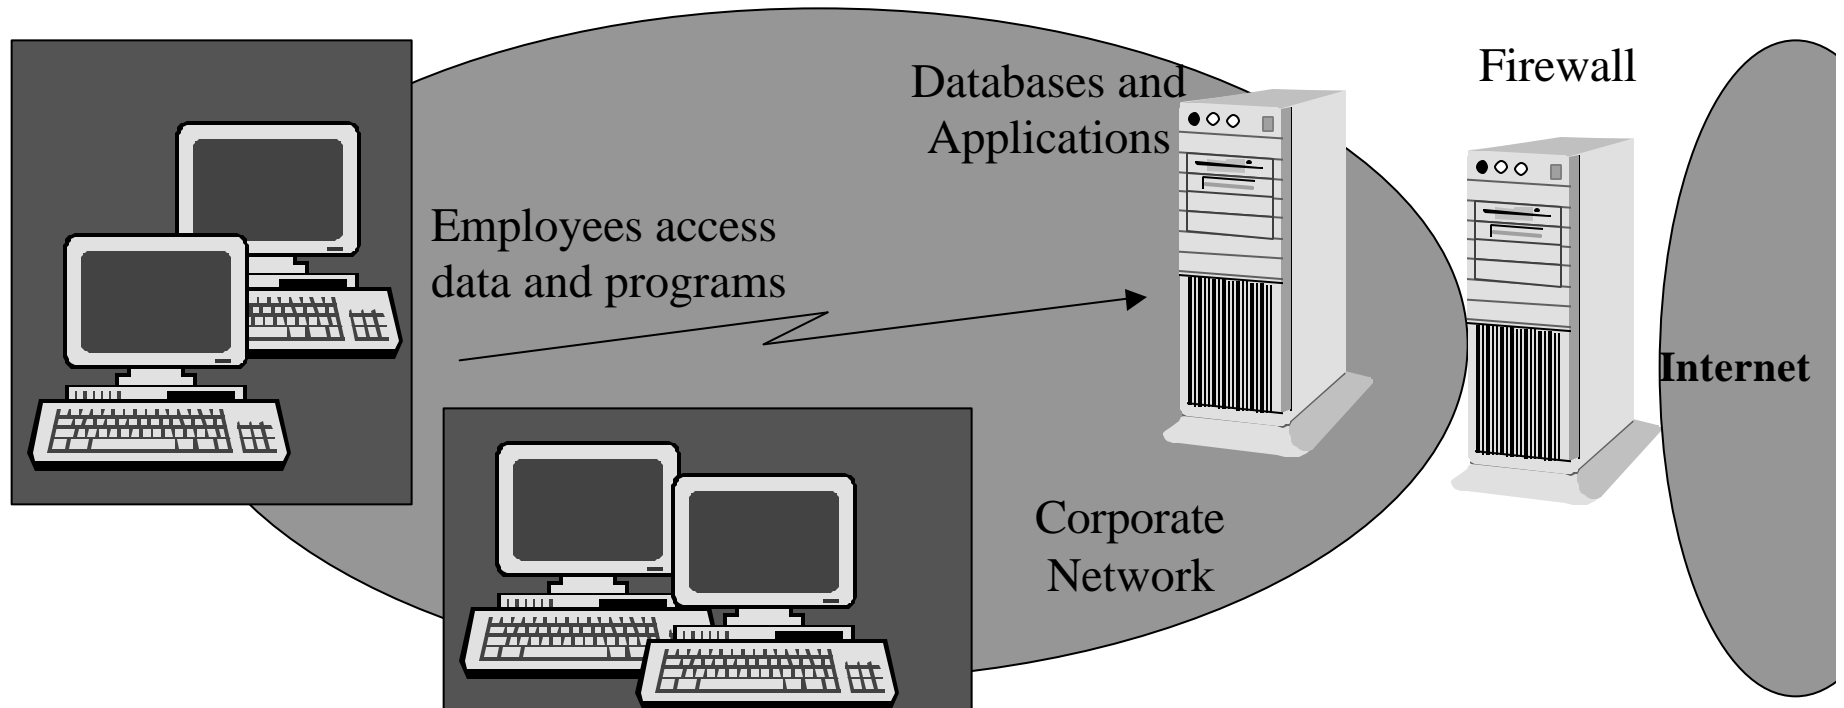 Databases and
Applications
Firewall
Employees access
data and programs
Internet
Corporate
Network